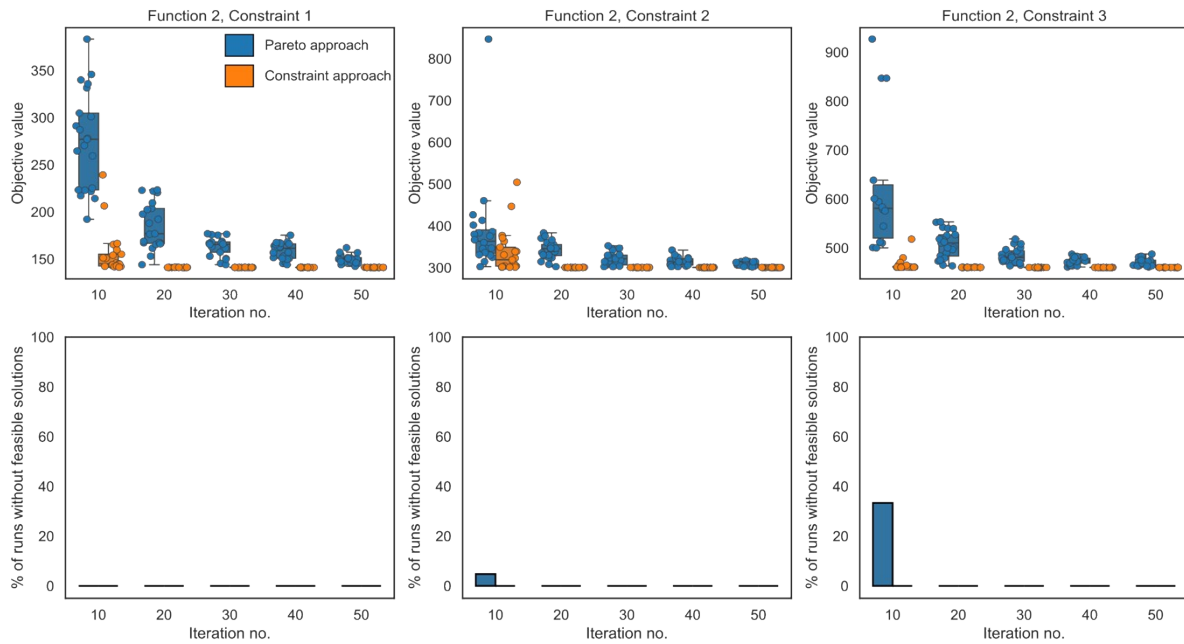 Function 2, Constraint 1
Function 2, Constraint 2
Function 2, Constraint 3
Objective value
350
300
250
200
150
Pareto approach
Constraint approach
10 20 30 40 50
Iteration no.
Objective value
800
700
600
500
400
300
10 20 30 40 50
Iteration no.
Objective value
900
800
700
600
500
10 20 30 40 50
Iteration no.
% of runs without feasible solutions
100
80
60
40
20
0
10 20 30 40 50
Iteration no.
% of runs without feasible solutions
100
80
60
40
20
0
10 20 30 40 50
Iteration no.
% of runs without feasible solutions
100
80
60
40
20
0
10 20 30 40 50
Iteration no.